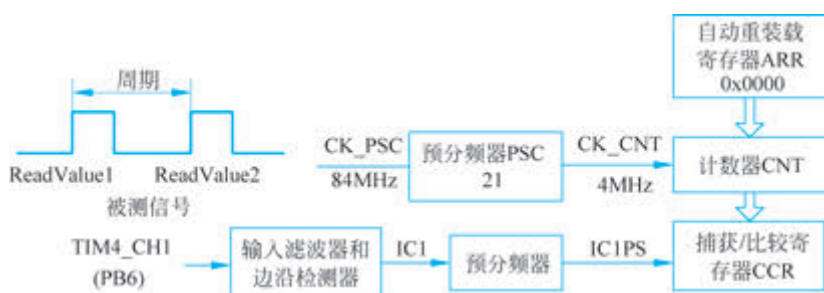 自动重装载
寄存器ARR
0x0000
周期
ReadValue1
ReadValue2
被测信号
CK_PSC
84MHz
预分频器PSC
21
CK_CNT
4MHz
计数器CNT
TIM4_CH1
(PB6)
输入滤波器和
边沿检测器
IC1
预分频器
IC1PS
捕获/比较寄
存器CCR